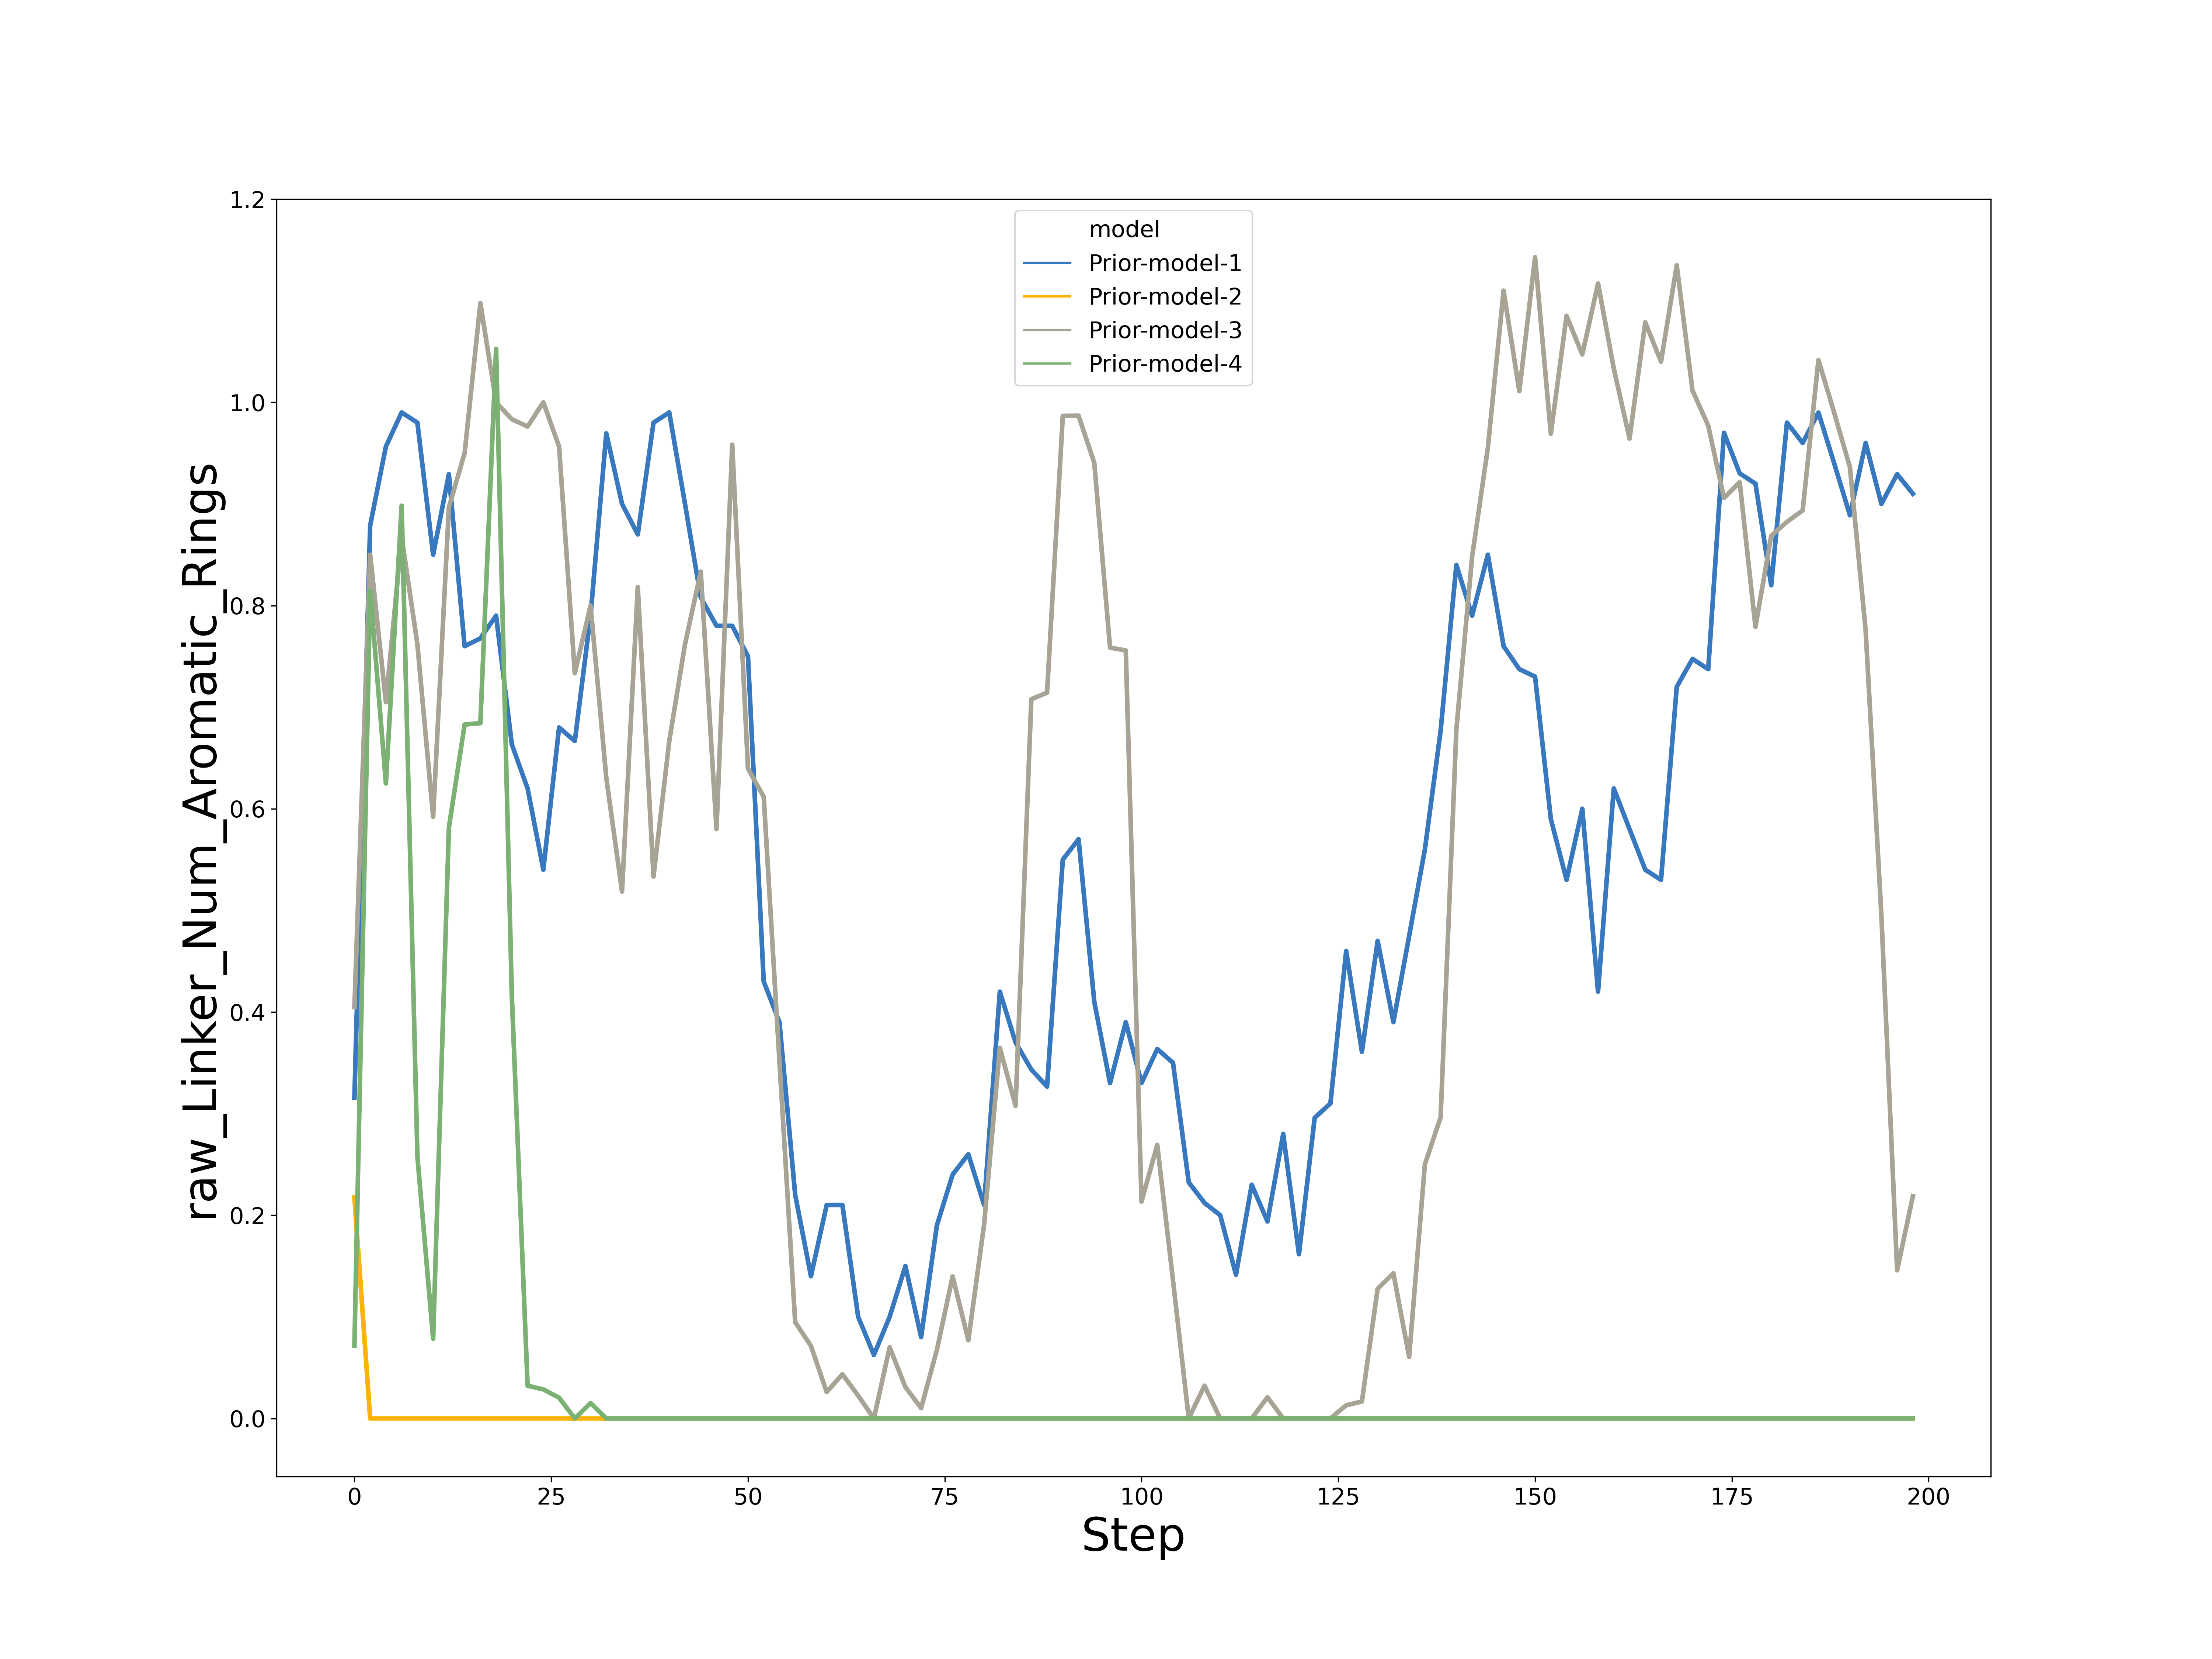 raw_Linker_Num_Aromatic_Rings
1.2
1.0
0.8
0.6
0.4
0.2
0.0
model
Prior-model-1
Prior-model-2
Prior-model-3
Prior-model-4
0 25 50 75 100 125 150 175 200
Step